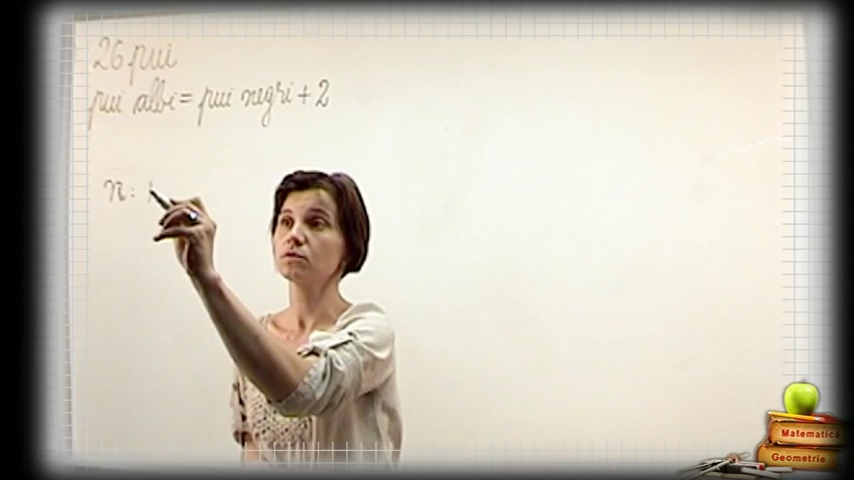 26 pui
pui albi = pui negri + 2
n:
Matematică
Geometrie